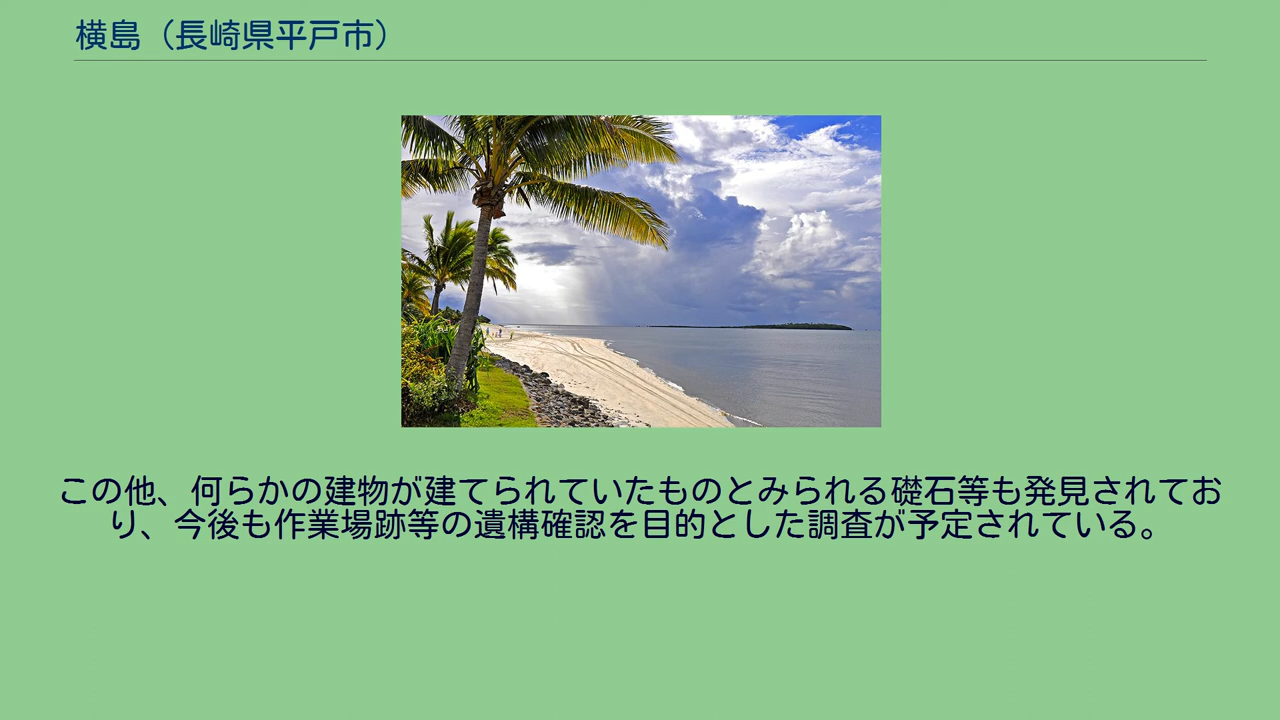 横島（長崎県平戸市）
この他、何らかの建物が建てられていたものとみられる礎石等も発見されてお
り、今後も作業場跡等の遺構確認を目的とした調査が予定されている。